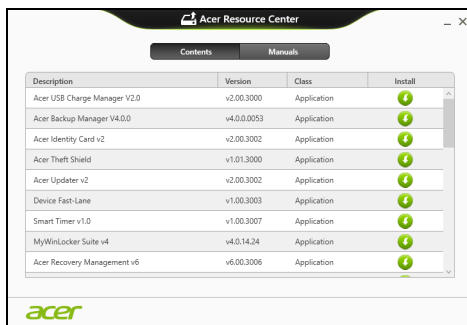 Acer Resource Center
Contents Manuals
Description Version Class Install
Acer USB Charge Manager V2.0 v2.00.3000 Application
Acer Backup Manager V4.0.0 v4.0.0.0053 Application
Acer Identity Card v2 v2.00.3002 Application
Acer Theft Shield v1.01.3000 Application
Acer Updater v2 v2.00.3002 Application
Device Fast-Lane v1.00.3003 Application
Smart Timer v1.0 v1.00.3007 Application
MyWinLocker Suite v4 v4.0.14.24 Application
Acer Recovery Management v6 v6.00.3006 Application
acer